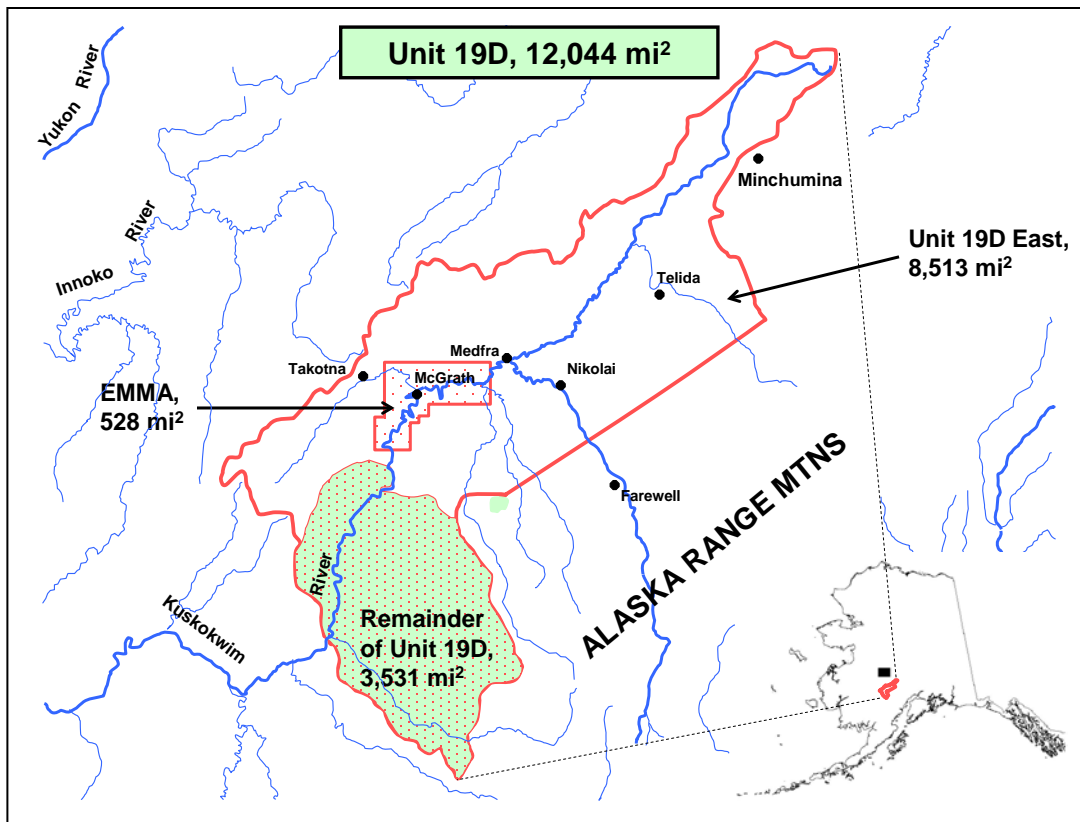 Unit 19D, 12,044 mi²
Yukon River
Minchumina
Innoko River
Unit 19D East,
8,513 mi²
Telida
Medfra
Takotna
McGrath
Nikolai
EMMA,
528 mi²
Farewell
ALASKA RANGE MTNS
River
Kuskokwim
Remainder
of Unit 19D,
3,531 mi²